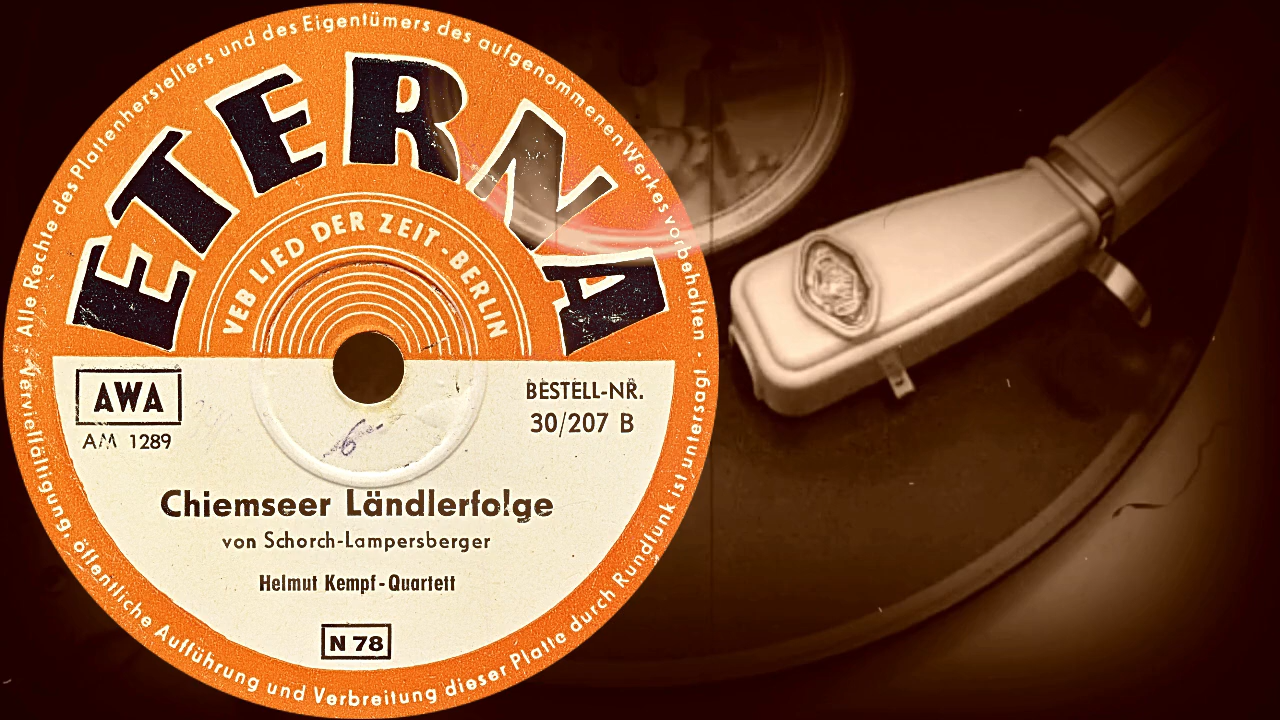 Alle Rechte des Plattenherstellers und des Eigentümers des aufgenommenen Werkes vorbehalten - Vervielfältigung, öffentliche Aufführung und Verbreitung dieser Platte durch Rundfunk ist untersagt -
ETERNA
VEB LIED DER ZEIT - BERLIN
AWA
AM 1289
BESTELL-NR.
30/207 B
6
Chiemseer Ländlerfolge
von Schorch-Lampersberger
Helmut Kempf-Quartett
N 78